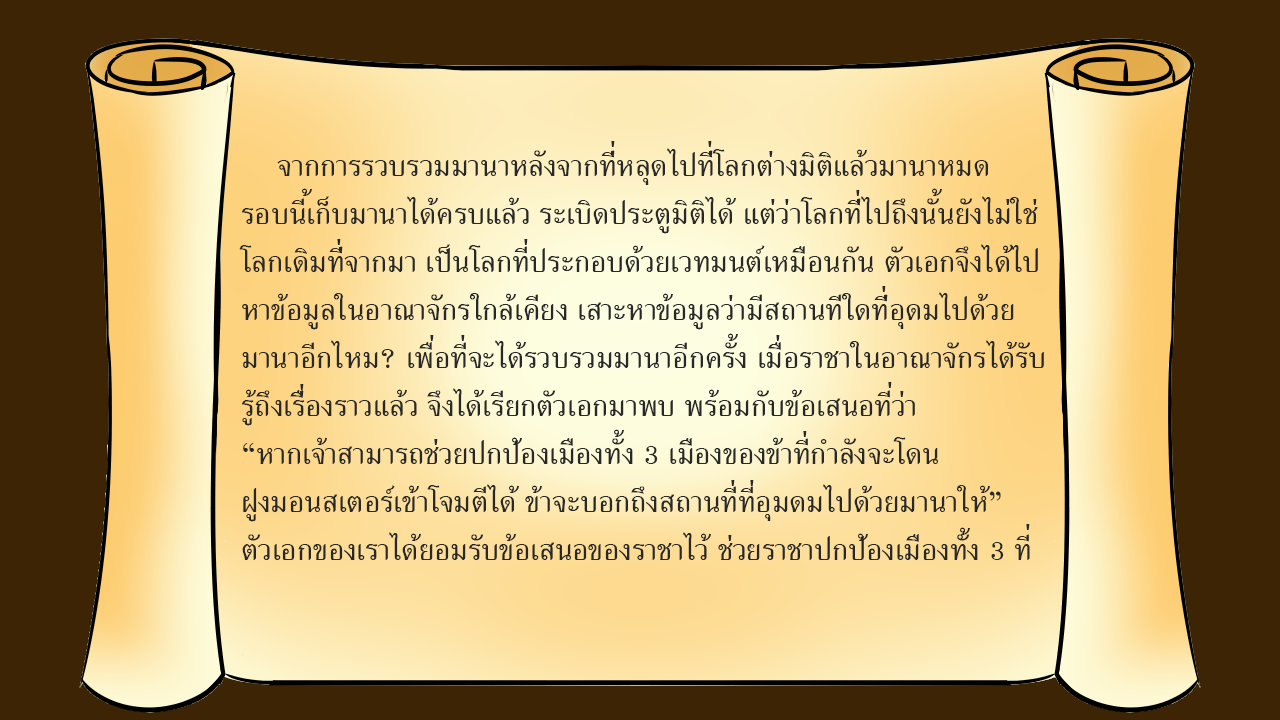 จากการรวบรวมมานาหลังจากที่หลุดไปที่โลกต่างมิติแล้วมานาหมด
รอบนี้เก็บมานาได้ครบแล้ว ระเบิดประตูมิติได้ แต่ว่าโลกที่ไปถึงนั้นยังไม่ใช่
โลกเดิมที่จากมา เป็นโลกที่ประกอบด้วยเวทมนต์เหมือนกัน ตัวเอกจึงได้ไป
หาข้อมูลในอาณาจักรใกล้เคียง เสาะหาข้อมูลว่ามีสถานทีใดที่อุดมไปด้วย
มานาอีกไหม? เพื่อที่จะได้รวบรวมมานาอีกครั้ง เมื่อราชาในอาณาจักรได้รับ
รู้ถึงเรื่องราวแล้ว จึงได้เรียกตัวเอกมาพบ พร้อมกับข้อเสนอที่ว่า
“หากเจ้าสามารถช่วยปกป้องเมืองทั้ง 3 เมืองของข้าที่กำลังจะโดน
ฝูงมอนสเตอร์เข้าโจมตีได้ ข้าจะบอกถึงสถานที่ที่อุมดมไปด้วยมานาให้”
ตัวเอกของเราได้ยอมรับข้อเสนอของราชาไว้ ช่วยราชาปกป้องเมืองทั้ง 3 ที่